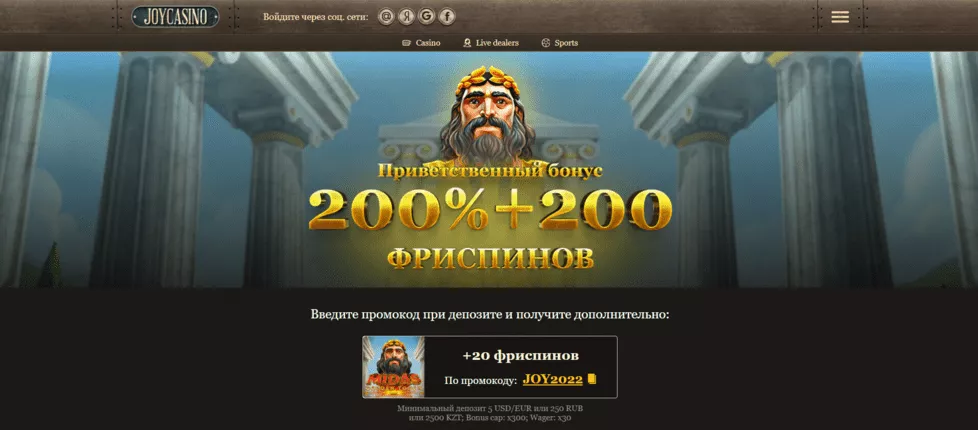 JOYCASINO
Войдите через соц. сети:
@ Я G f
Casino Live dealers Sports
Приветственный бонус
200%+200
ФРИСПИНОВ
Введите промокод при депозите и получите дополнительно:
MIDAS
+20 фриспинов
По промокоду: JOY2022
Минимальный депозит 5 USD/EUR или 250 RUB
или 2500 KZT; Bonus cap: x300; Wager: x30